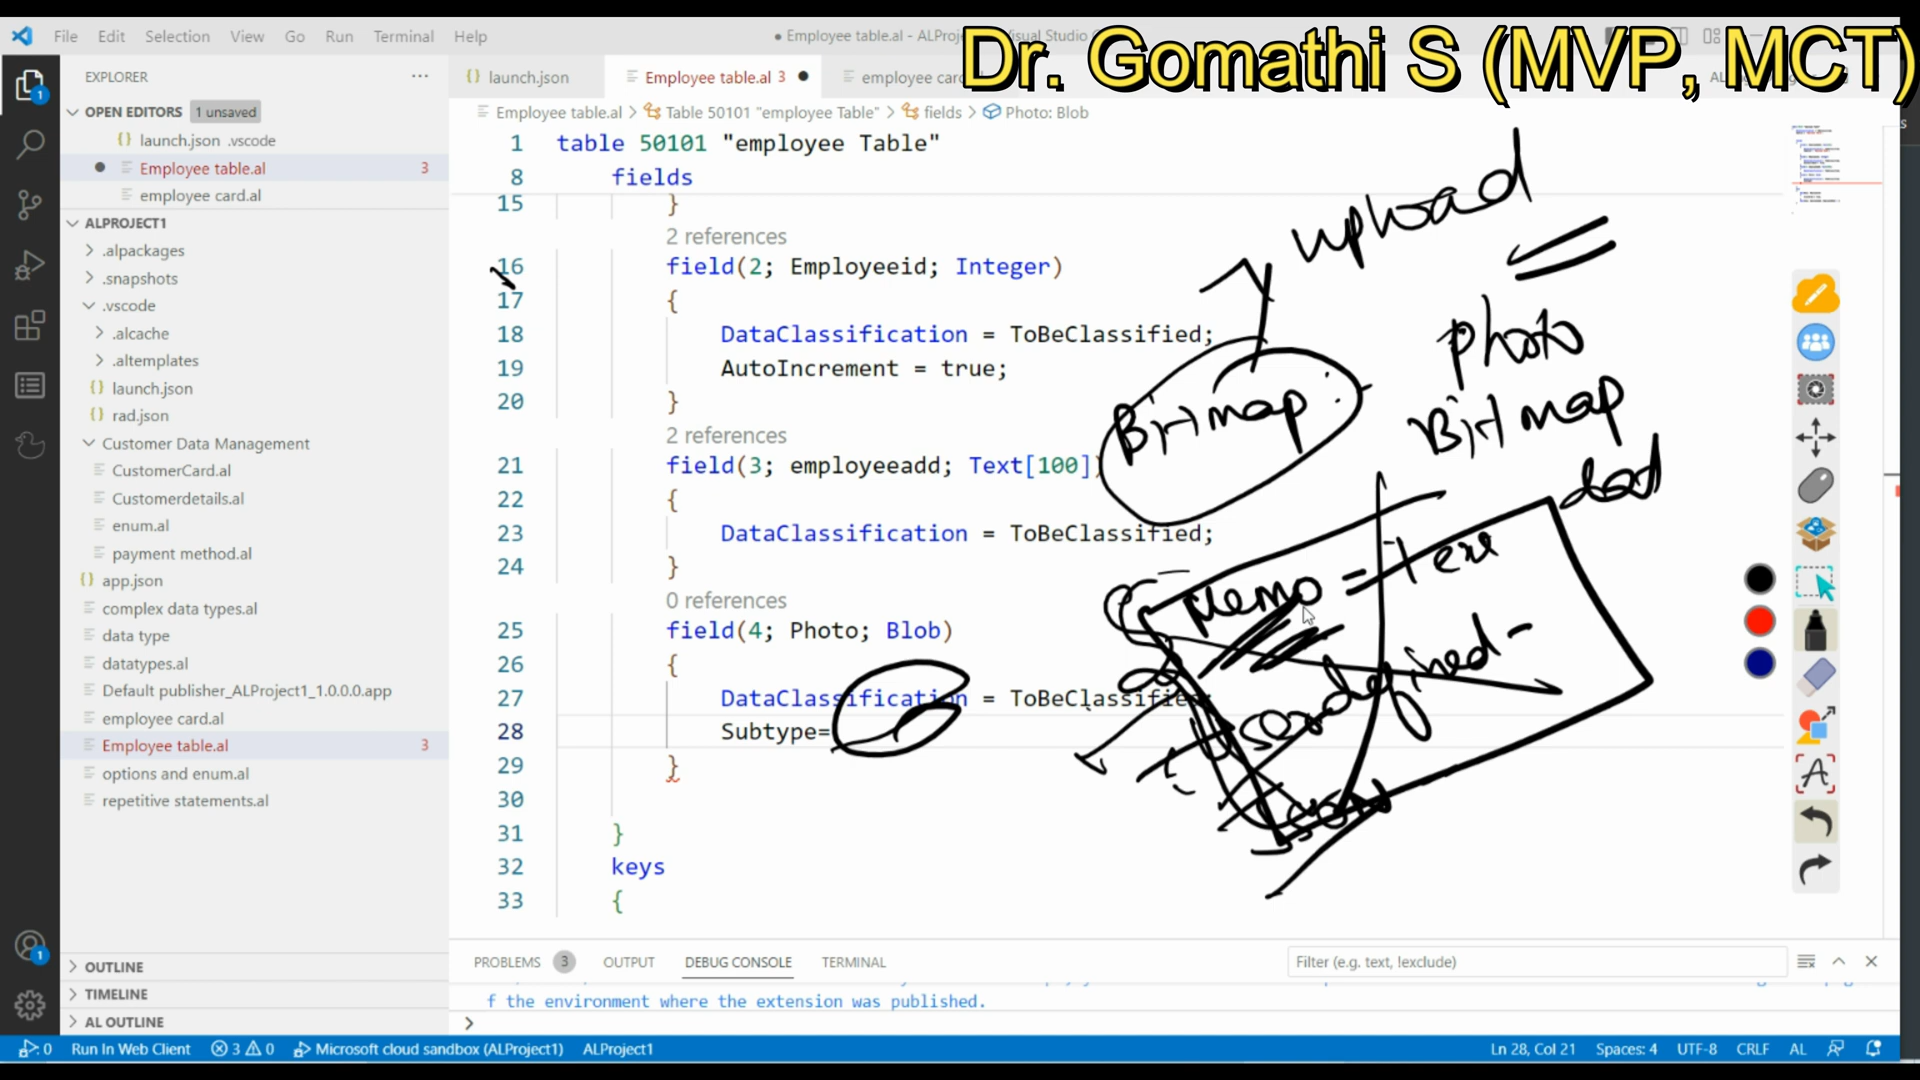 Dr. Gomathi S (MVP, MCT)
File Edit Selection View Go Run Terminal Help
EXPLORER
OPEN EDITORS 1 unsaved
launch.json .vscode
Employee table.al 3
employee card.al
ALPROJECT1
.alpackages
.snapshots
.vscode
.alcache
.altemplates
launch.json
rad.json
Customer Data Management
CustomerCard.al
Customerdetails.al
enum.al
payment method.al
app.json
complex data types.al
data type
datatypes.al
Default publisher_ALProject1_1.0.0.0.app
employee card.al
Employee table.al 3
options and enum.al
repetitive statements.al
OUTLINE
TIMELINE
AL OUTLINE
launch.json
Employee table.al 3
Employee table.al > Table 50101 "employee Table" > fields > Photo: Blob
1 table 50101 "employee Table"
8 fields
15 }
2 references
16 field(2; Employeeid; Integer)
17 {
18 DataClassification = ToBeClassified;
19 AutoIncrement = true;
20 }
2 references
21 field(3; employeeadd; Text[100])
22 {
23 DataClassification = ToBeClassified;
24 }
0 references
25 field(4; Photo; Blob)
26 {
27 DataClassification = ToBeClassified;
28 Subtype=
29 }
30
31 }
32 keys
33 {
upload
photo
Bitmap
Bitmap
Memo =
PROBLEMS 3 OUTPUT DEBUG CONSOLE TERMINAL
Filter (e.g. text, !exclude)
f the environment where the extension was published.
0 Run In Web Client 3 0 Microsoft cloud sandbox (ALProject1) ALProject1
Ln 28, Col 21 Spaces: 4 UTF-8 CRLF AL